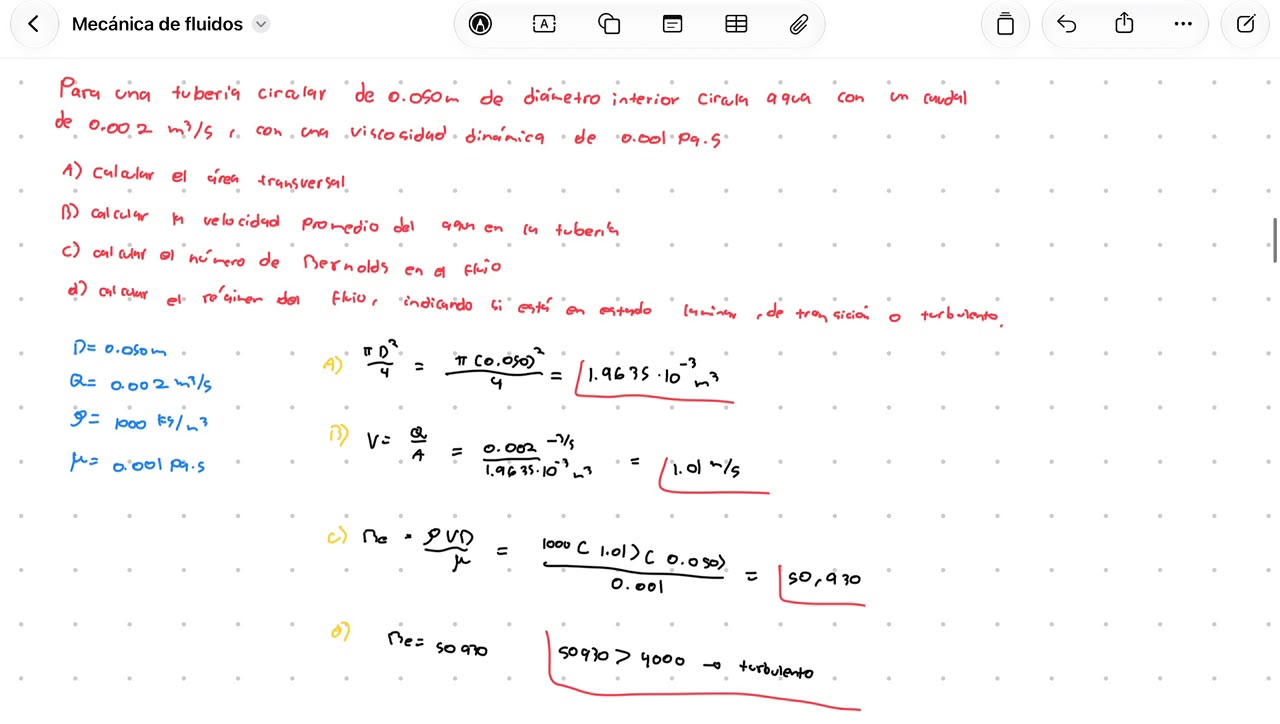 Mecánica de fluidos
Para una tubería circular de 0.050m de diámetro interior circula agua con un caudal
de 0.002 m³/s, con una viscosidad dinámica de 0.001 Pa.s
A) Calcular el área transversal
B) calcular la velocidad promedio del agua en la tubería
C) calcular el número de Bernolds en el flujo
d) calcular el régimen del flujo, indicando si está en estado laminar, de transición o turbulento.
D= 0.050m
Q= 0.002 m³/s
ρ= 1000 kg/m³
μ= 0.001 Pa.s
A) πD²/4 = π(0.050)²/4 = 1.9635·10⁻³ m³
B) V= Q/A = 0.002 m³/s / 1.9635·10⁻³ m³ = 1.01 m/s
C) Re = ρVD/μ = 1000(1.01)(0.050)/0.001 = 50,930
d) Re= 50930 50930 > 4000 → turbulento